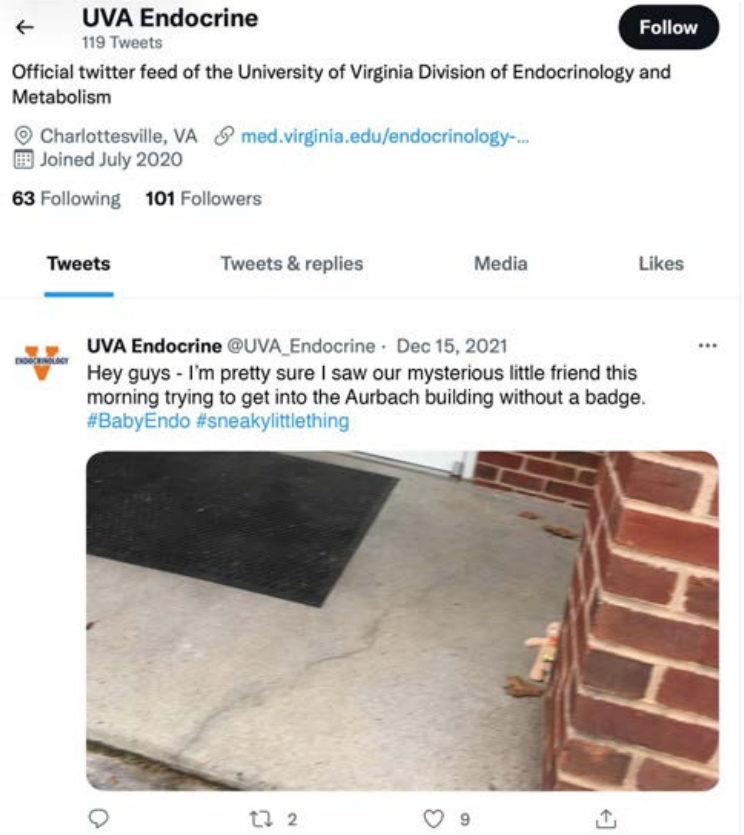 UVA Endocrine
119 Tweets
Follow
Official twitter feed of the University of Virginia Division of Endocrinology and
Metabolism
Charlottesville, VA med.virginia.edu/endocrinology-...
Joined July 2020
63 Following 101 Followers
Tweets Tweets & replies Media Likes
V
ENDOCRINOLOGY
UVA Endocrine @UVA_Endocrine · Dec 15, 2021
Hey guys - I'm pretty sure I saw our mysterious little friend this
morning trying to get into the Aurbach building without a badge.
#BabyEndo #sneakylittlething
2 9